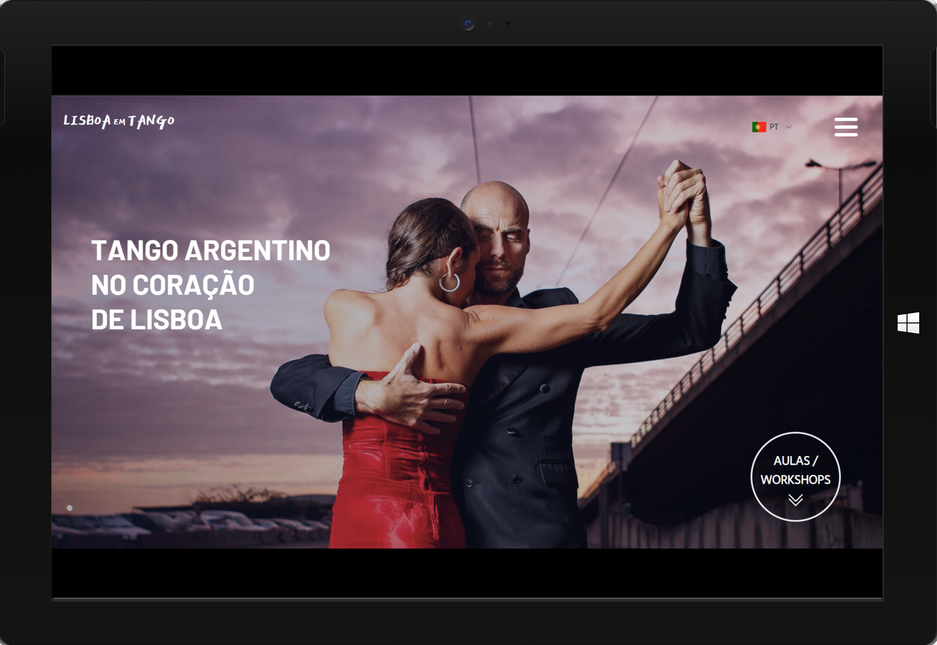 LISBOA EM TANGO
PT
TANGO ARGENTINO
NO CORAÇÃO
DE LISBOA
AULAS /
WORKSHOPS